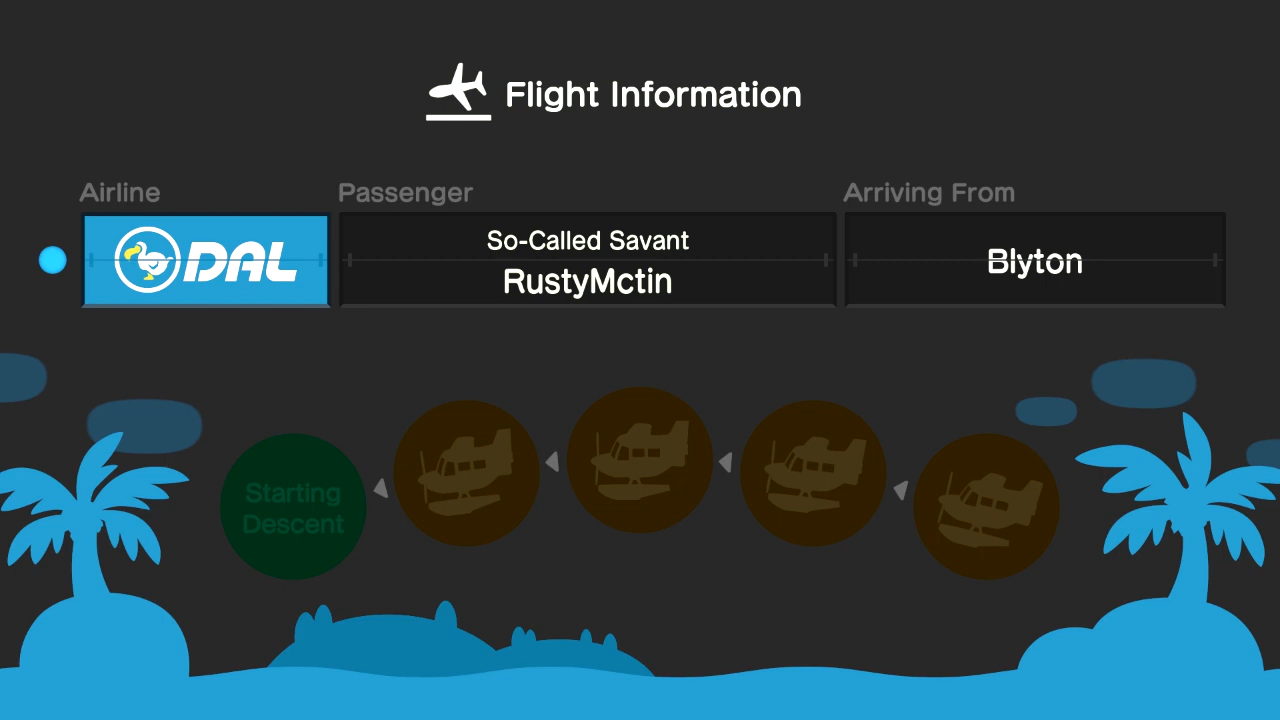 Flight Information
Airline
Passenger
Arriving From
DAL
So-Called Savant
RustyMctin
Blyton
Starting
Descent